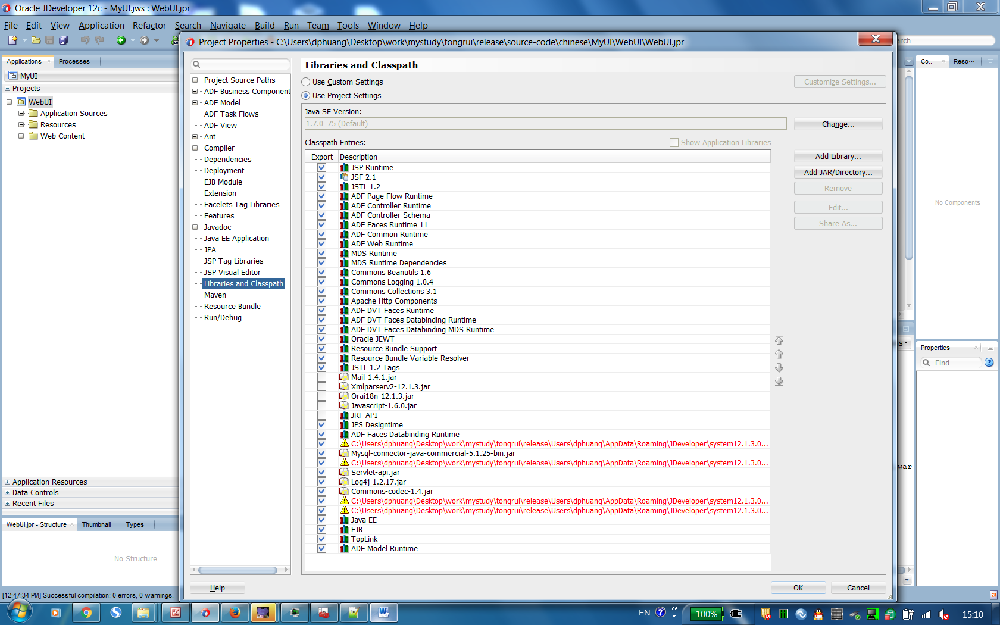 Oracle JDeveloper 12c - MyUI.jws : WebUI.jpr
File Edit View Application Refactor Search Navigate Build Run Team Tools Window Help
Project Properties - C:\Users\dphuang\Desktop\work\mystudy\tongrui\release\source-code\chinese\MyUI\WebUI\WebUI.jpr
Applications Processes
MyUI
Projects
WebUI
Application Sources
Resources
Web Content
Application Resources
Data Controls
Recent Files
WebUI.jpr - Structure Thumbnail Types
No Structure
[12:47:34 PM] Successful compilation: 0 errors, 0 warnings.
Project Source Paths
ADF Business Component
ADF Model
ADF Task Flows
ADF View
Ant
Compiler
Dependencies
Deployment
EJB Module
Extension
Facelets Tag Libraries
Features
Javadoc
Java EE Application
JPA
JSP Tag Libraries
JSP Visual Editor
Libraries and Classpath
Maven
Resource Bundle
Run/Debug
Help
Libraries and Classpath
Use Custom Settings
Customize Settings...
Use Project Settings
Java SE Version:
1.7.0_75 (Default)
Change...
Classpath Entries:
Show Application Libraries
Export Description
JSP Runtime
JSF 2.1
JSTL 1.2
ADF Page Flow Runtime
ADF Controller Runtime
ADF Controller Schema
ADF Faces Runtime 11
ADF Common Runtime
ADF Web Runtime
MDS Runtime
MDS Runtime Dependencies
Commons Beanutils 1.6
Commons Logging 1.0.4
Commons Collections 3.1
Apache Http Components
ADF DVT Faces Runtime
ADF DVT Faces Databinding Runtime
ADF DVT Faces Databinding MDS Runtime
Oracle JEWT
Resource Bundle Support
Resource Bundle Variable Resolver
JSTL 1.2 Tags
Mail-1.4.1.jar
Xmlparserv2-12.1.3.jar
Orai18n-12.1.3.jar
Javascript-1.6.0.jar
JRF API
JPS Designtime
ADF Faces Databinding Runtime
C:\Users\dphuang\Desktop\work\mystudy\tongrui\release\Users\dphuang\AppData\Roaming\JDeveloper\system12.1.3.0...
Mysql-connector-java-commercial-5.1.25-bin.jar
C:\Users\dphuang\Desktop\work\mystudy\tongrui\release\Users\dphuang\AppData\Roaming\JDeveloper\system12.1.3.0...
Servlet-api.jar
Log4j-1.2.17.jar
Commons-codec-1.4.jar
C:\Users\dphuang\Desktop\work\mystudy\tongrui\release\Users\dphuang\AppData\Roaming\JDeveloper\system12.1.3.0...
C:\Users\dphuang\Desktop\work\mystudy\tongrui\release\Users\dphuang\AppData\Roaming\JDeveloper\system12.1.3.0...
Java EE
EJB
TopLink
ADF Model Runtime
Add Library...
Add JAR/Directory...
Remove
Edit...
Share As...
OK Cancel
rch
Co.. Reso...
No Components
Properties
Find
war
EN
100%
15:10